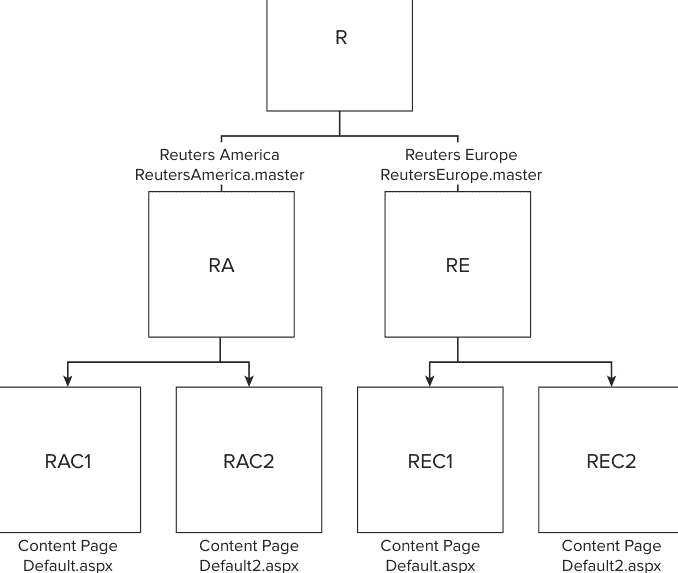 R
Reuters America
ReutersAmerica.master
Reuters Europe
ReutersEurope.master
RA
RE
RAC1
RAC2
REC1
REC2
Content Page
Default.aspx
Content Page
Default2.aspx
Content Page
Default.aspx
Content Page
Default2.aspx